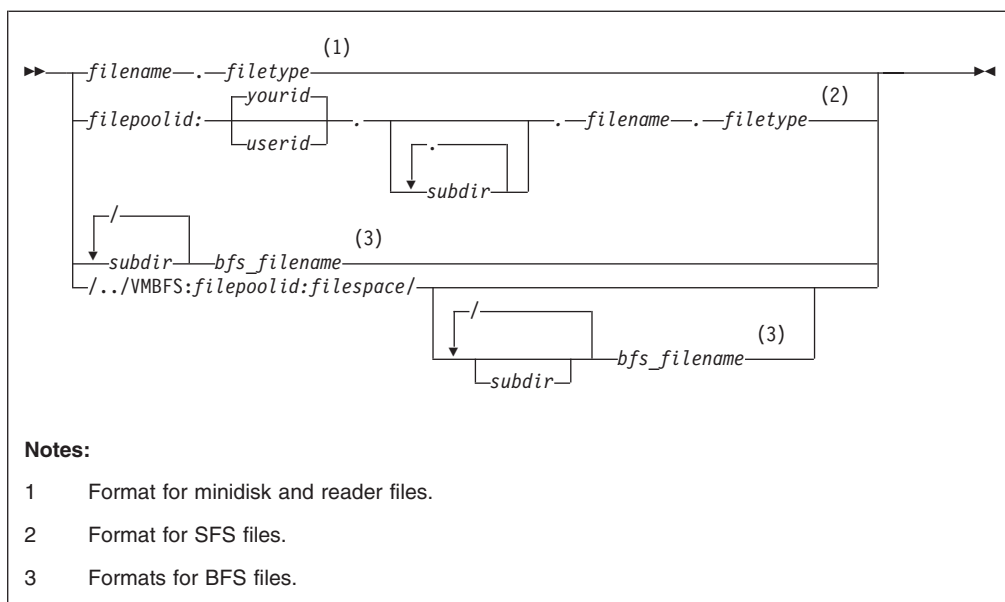 (1)
filename . filetype
yourid
(2)
filepoolid: . . filename . filetype
userid
.
subdir
/
(3)
subdir bfs_filename
/../VMBFS:filepoolid:filespace/
/
(3)
bfs_filename
subdir
Notes:
1 Format for minidisk and reader files.
2 Format for SFS files.
3 Formats for BFS files.